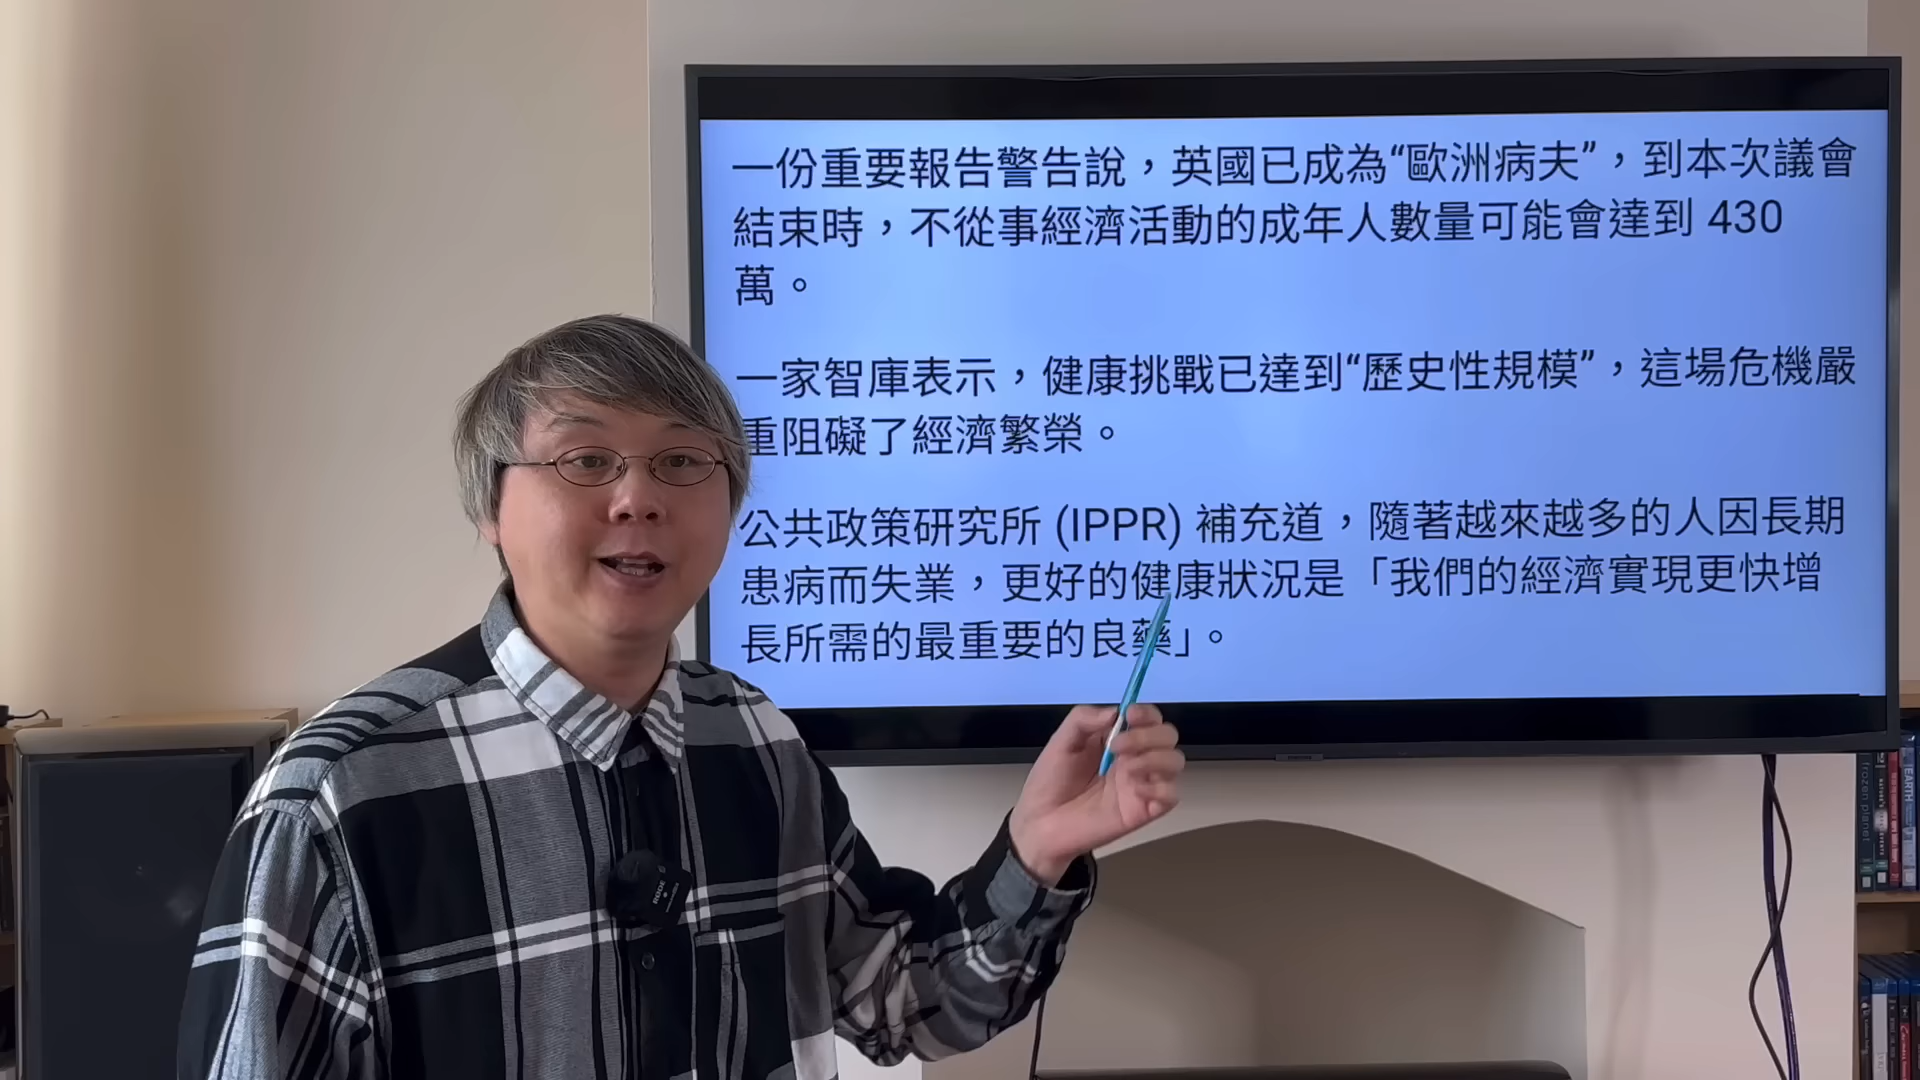 一份重要報告警告說，英國已成為“歐洲病夫”，到本次議會
結束時，不從事經濟活動的成年人數量可能會達到 430
萬。
一家智庫表示，健康挑戰已達到“歷史性規模”，這場危機嚴
重阻礙了經濟繁榮。
公共政策研究所 (IPPR) 補充道，隨著越來越多的人因長期
患病而失業，更好的健康狀況是「我們的經濟實現更快增
長所需的最重要的良藥」。
RODE
frozen planet
EARTH